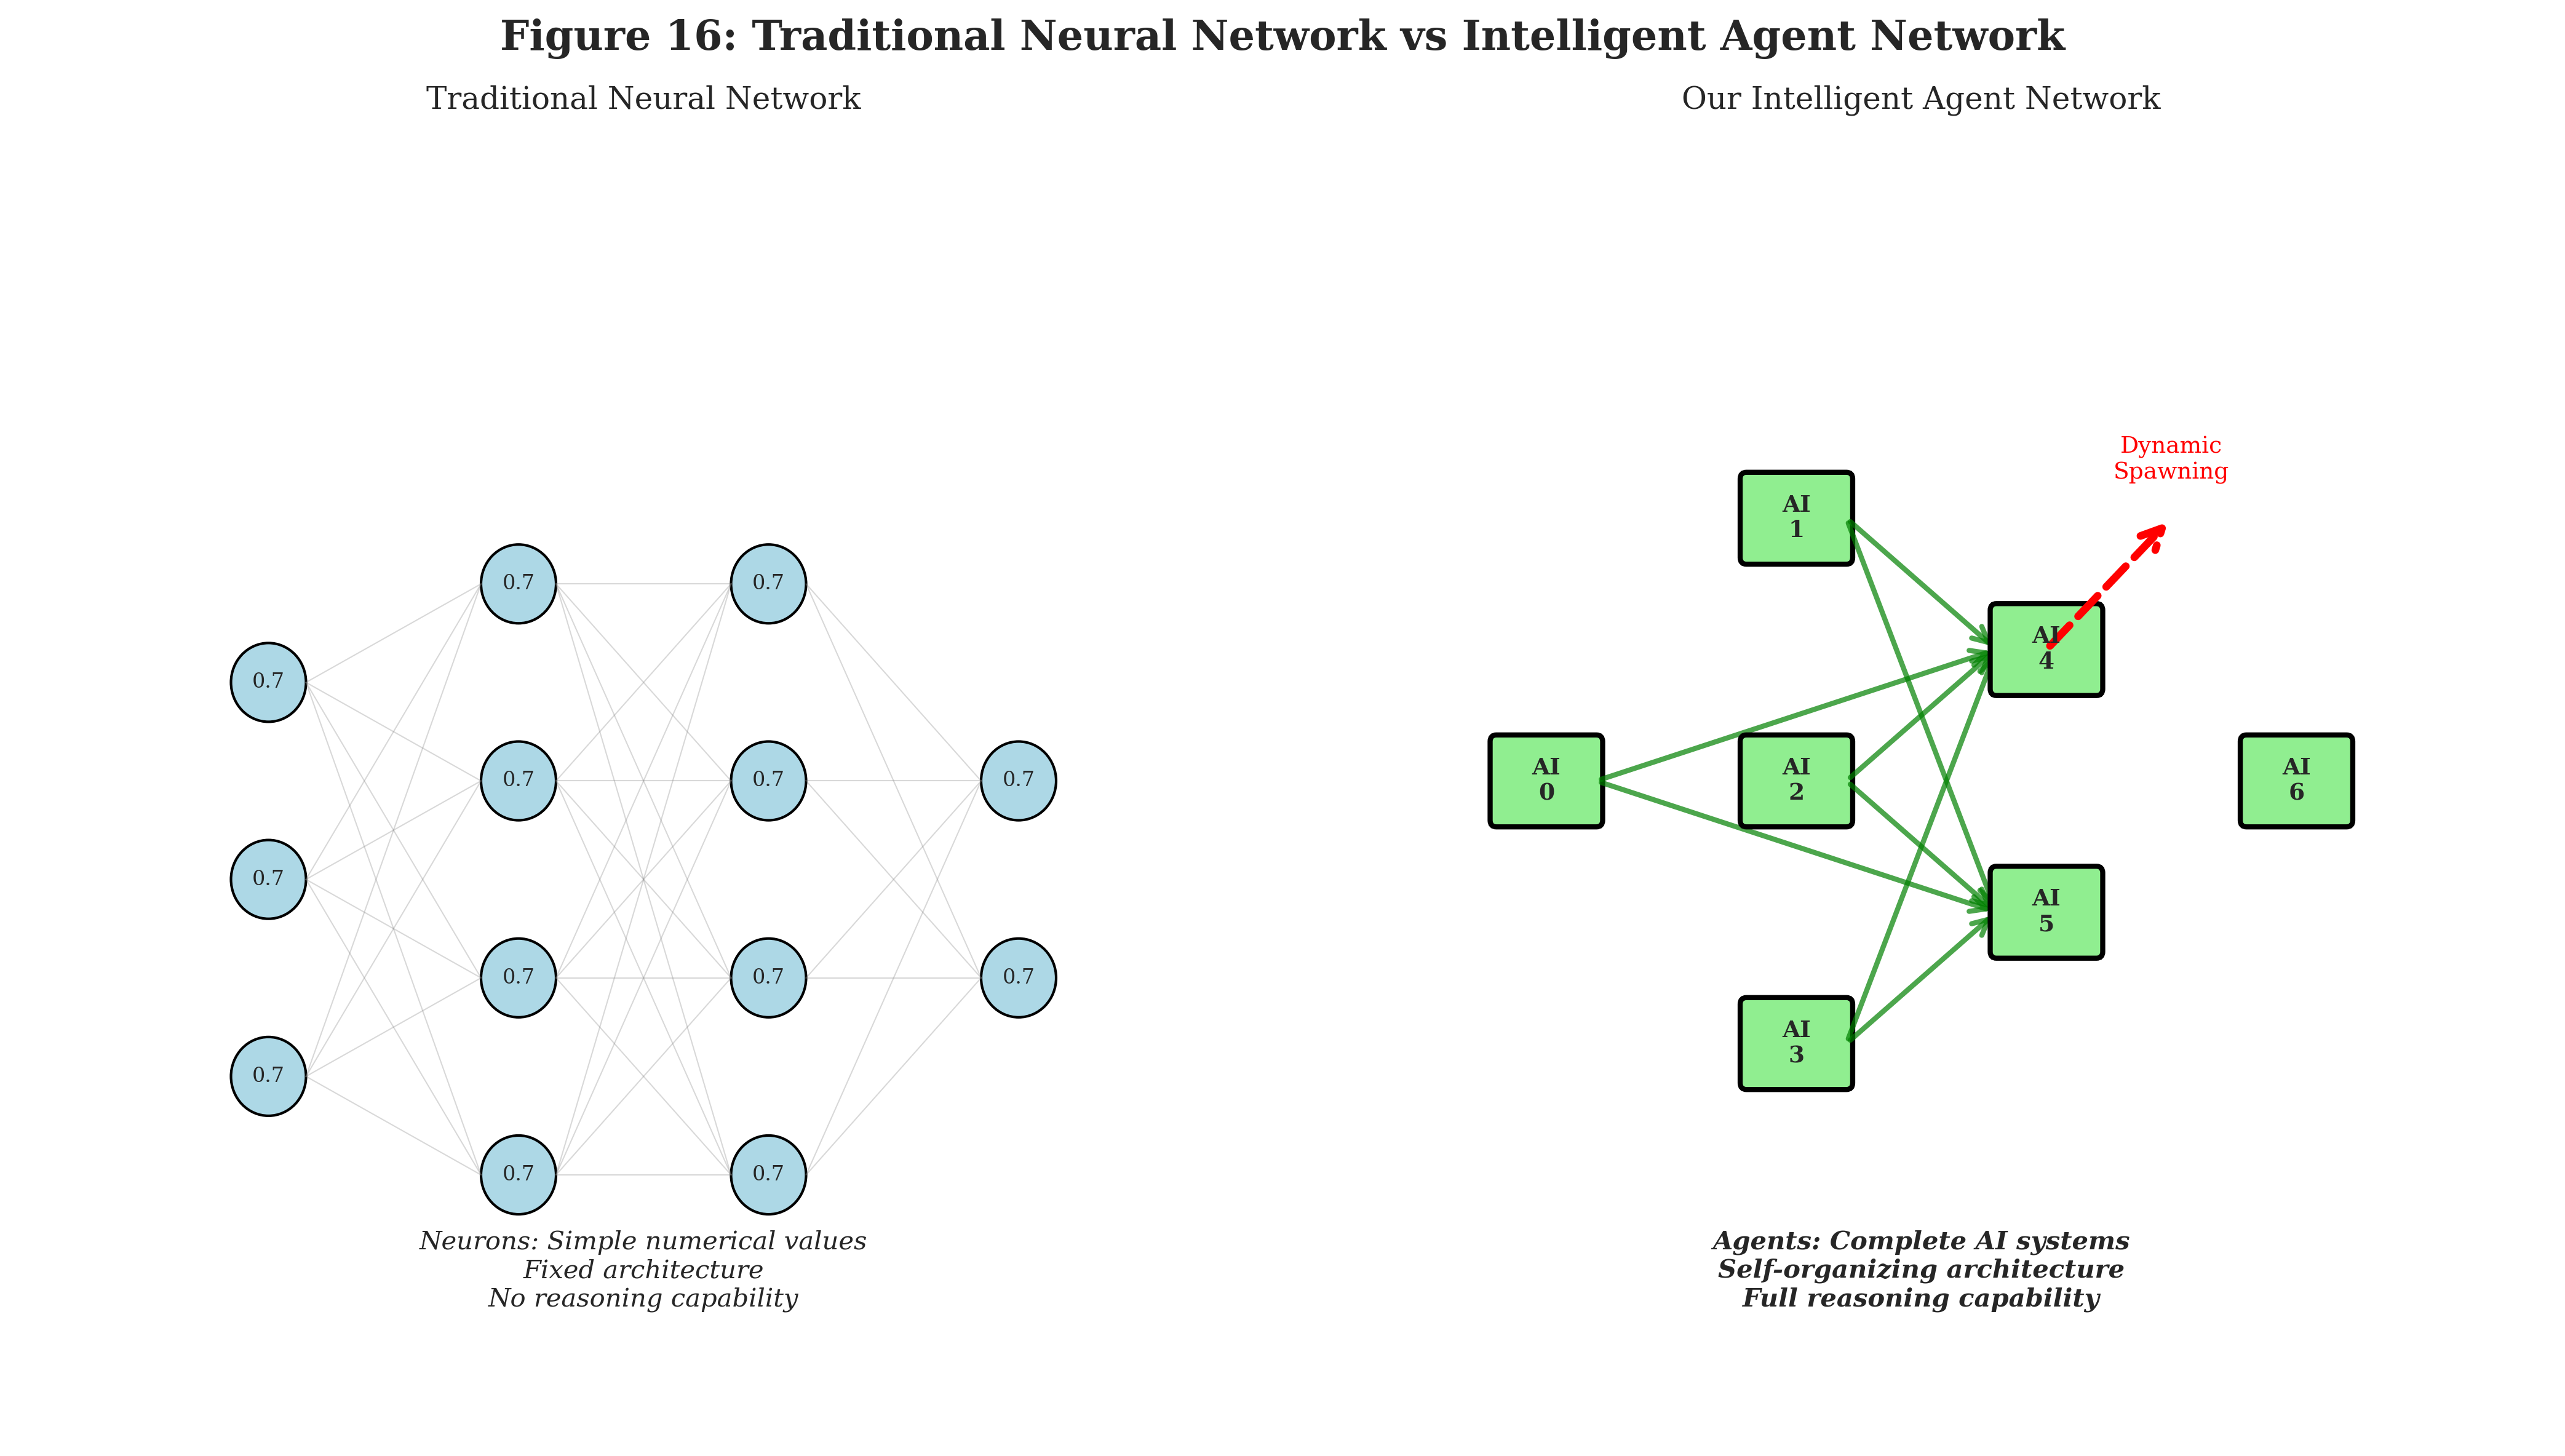 Figure 16: Traditional Neural Network vs Intelligent Agent Network
Traditional Neural Network
0.7
0.7
0.7
0.7
0.7
0.7
0.7
0.7
0.7
0.7
0.7
0.7
0.7
Neurons: Simple numerical values
Fixed architecture
No reasoning capability
Our Intelligent Agent Network
Dynamic
Spawning
AI
0
AI
1
AI
2
AI
3
AI
4
AI
5
AI
6
Agents: Complete AI systems
Self-organizing architecture
Full reasoning capability